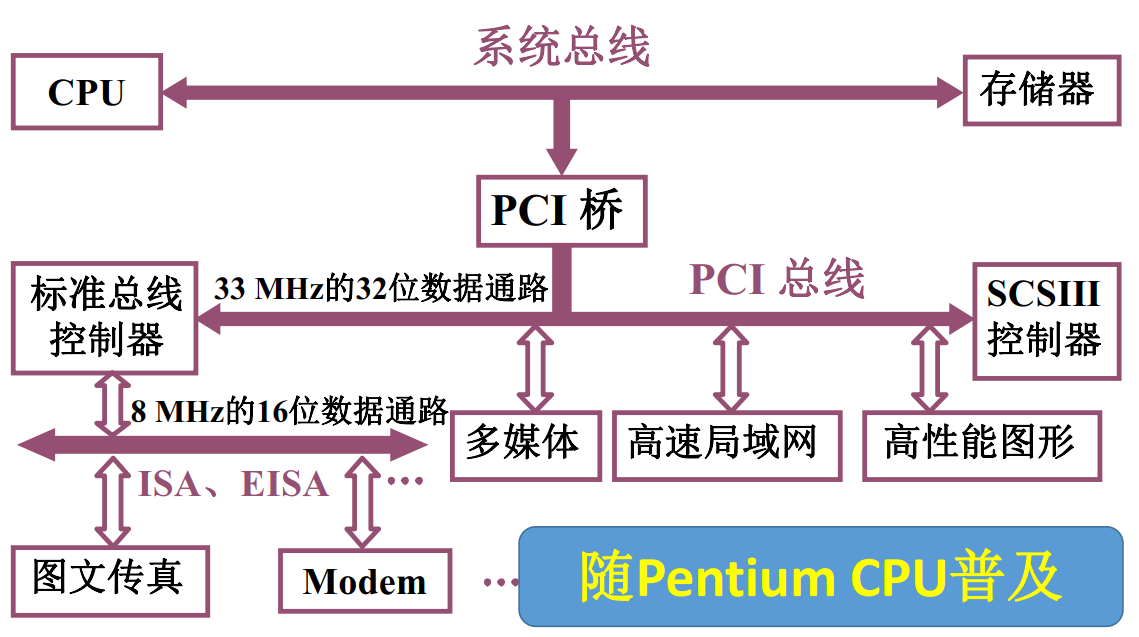 系统总线
CPU
存储器
PCI 桥
33 MHz的32位数据通路
PCI 总线
标准总线
控制器
SCSIII
控制器
8 MHz的16位数据通路
多媒体
高速局域网
高性能图形
ISA、EISA
…
图文传真
Modem
…
随Pentium CPU普及